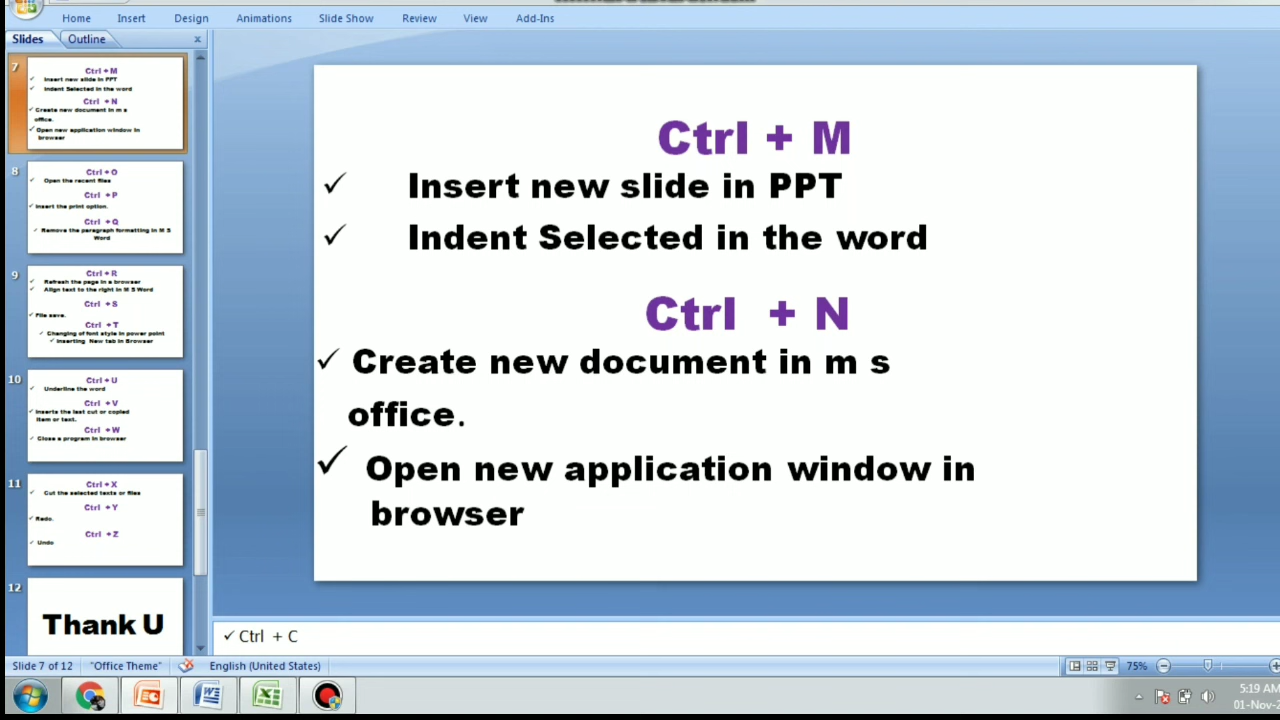 Home Insert Design Animations Slide Show Review View Add-Ins
Slides Outline x
7
Ctrl + M
✓ Insert new slide in PPT
✓ Indent Selected in the word
Ctrl + N
✓ Create new document in m s
office.
✓ Open new application window in
browser
8
Ctrl + O
✓ Open the recent files
Ctrl + P
✓ Insert the print option.
Ctrl + Q
✓ Remove the paragraph formatting in M S
Word
9
Ctrl + R
✓ Refresh the page in a browser
✓ Align text to the right in M S Word
Ctrl + S
✓ File save.
Ctrl + T
✓ Changing of font style in power point
✓ Inserting New tab in Browser
10
Ctrl + U
✓ Underline the word
Ctrl + V
✓ Inserts the last cut or copied
item or text.
Ctrl + W
✓ Close a program in browser
11
Ctrl + X
✓ Cut the selected texts or files
Ctrl + Y
✓ Redo.
Ctrl + Z
✓ Undo
12
Thank U
Ctrl + M
✓ Insert new slide in PPT
✓ Indent Selected in the word
Ctrl + N
✓ Create new document in m s
office.
✓ Open new application window in
browser
✓ Ctrl + C
Slide 7 of 12 "Office Theme" English (United States) 75%
5:19 AM
01-Nov-2